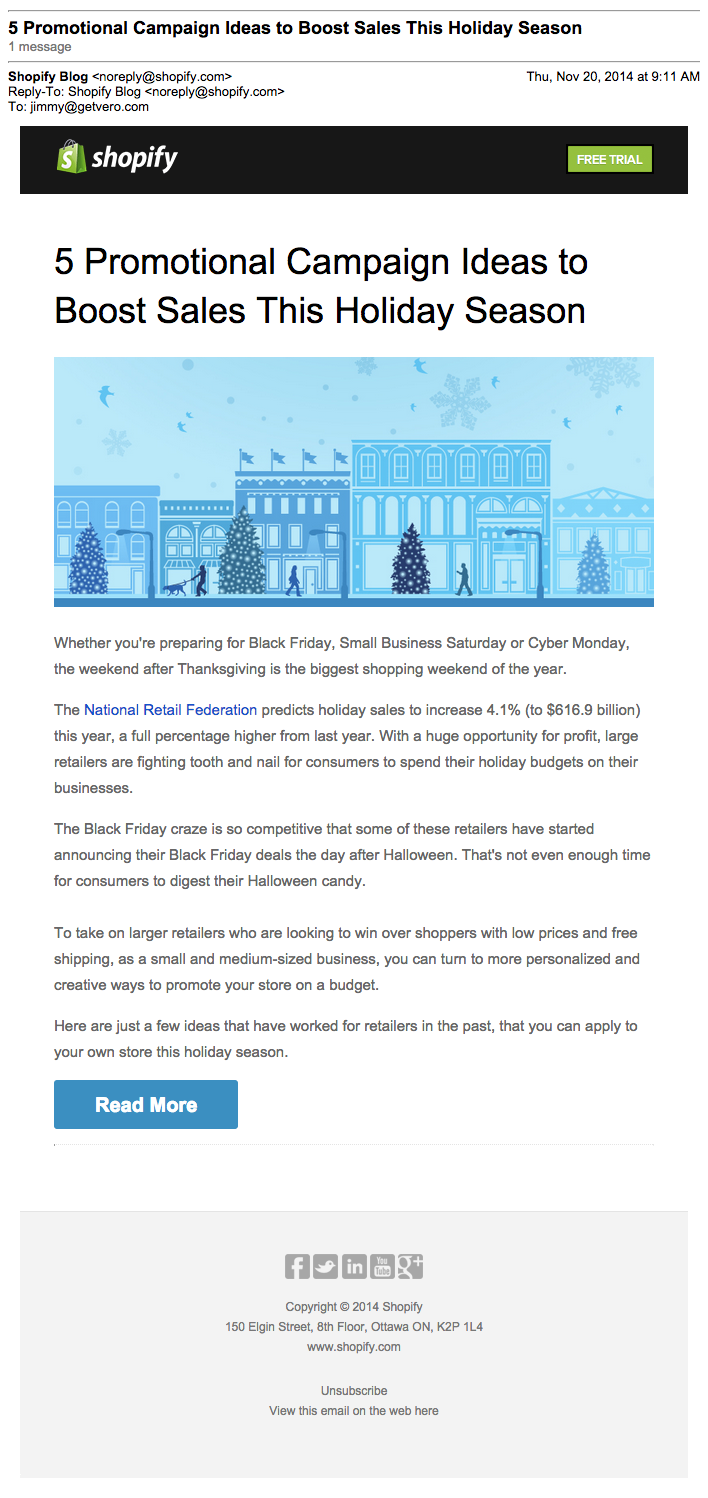 5 Promotional Campaign Ideas to Boost Sales This Holiday Season
1 message
Shopify Blog <noreply@shopify.com> Thu, Nov 20, 2014 at 9:11 AM
Reply-To: Shopify Blog <noreply@shopify.com>
To: jimmy@getvero.com
shopify FREE TRIAL
5 Promotional Campaign Ideas to
Boost Sales This Holiday Season
Whether you're preparing for Black Friday, Small Business Saturday or Cyber Monday,
the weekend after Thanksgiving is the biggest shopping weekend of the year.
The National Retail Federation predicts holiday sales to increase 4.1% (to $616.9 billion)
this year, a full percentage higher from last year. With a huge opportunity for profit, large
retailers are fighting tooth and nail for consumers to spend their holiday budgets on their
businesses.
The Black Friday craze is so competitive that some of these retailers have started
announcing their Black Friday deals the day after Halloween. That's not even enough time
for consumers to digest their Halloween candy.
To take on larger retailers who are looking to win over shoppers with low prices and free
shipping, as a small and medium-sized business, you can turn to more personalized and
creative ways to promote your store on a budget.
Here are just a few ideas that have worked for retailers in the past, that you can apply to
your own store this holiday season.
Read More
f in You Tube g+
Copyright © 2014 Shopify
150 Elgin Street, 8th Floor, Ottawa ON, K2P 1L4
www.shopify.com
Unsubscribe
View this email on the web here